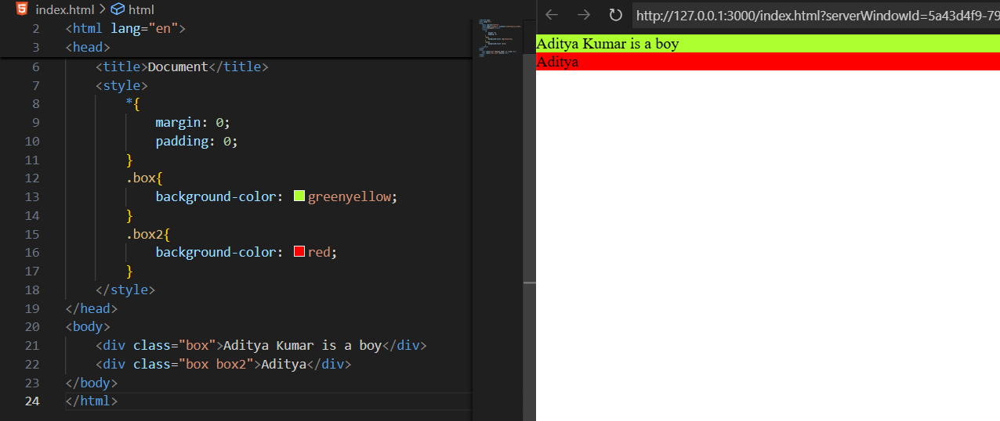 index.html > html
2 <html lang="en">
3 <head>
6 <title>Document</title>
7 <style>
8 *{
9 margin: 0;
10 padding: 0;
11 }
12 .box{
13 background-color: greenyellow;
14 }
15 .box2{
16 background-color: red;
17 }
18 </style>
19 </head>
20 <body>
21 <div class="box">Aditya Kumar is a boy</div>
22 <div class="box box2">Aditya</div>
23 </body>
24 </html>
http://127.0.0.1:3000/index.html?serverWindowId=5a43d4f9-79
Aditya Kumar is a boy
Aditya